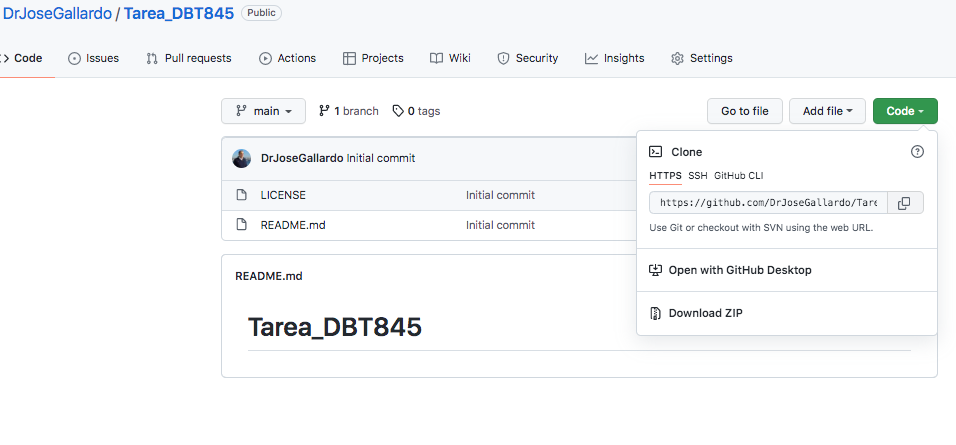 DrJoseGallardo / Tarea_DBT845 Public
Code Issues Pull requests Actions Projects Wiki Security Insights Settings
main 1 branch 0 tags Go to file Add file Code
DrJoseGallardo Initial commit
LICENSE Initial commit
README.md Initial commit
Clone
HTTPS SSH GitHub CLI
https://github.com/DrJoseGallardo/Tare
Use Git or checkout with SVN using the web URL.
Open with GitHub Desktop
Download ZIP
README.md
Tarea_DBT845